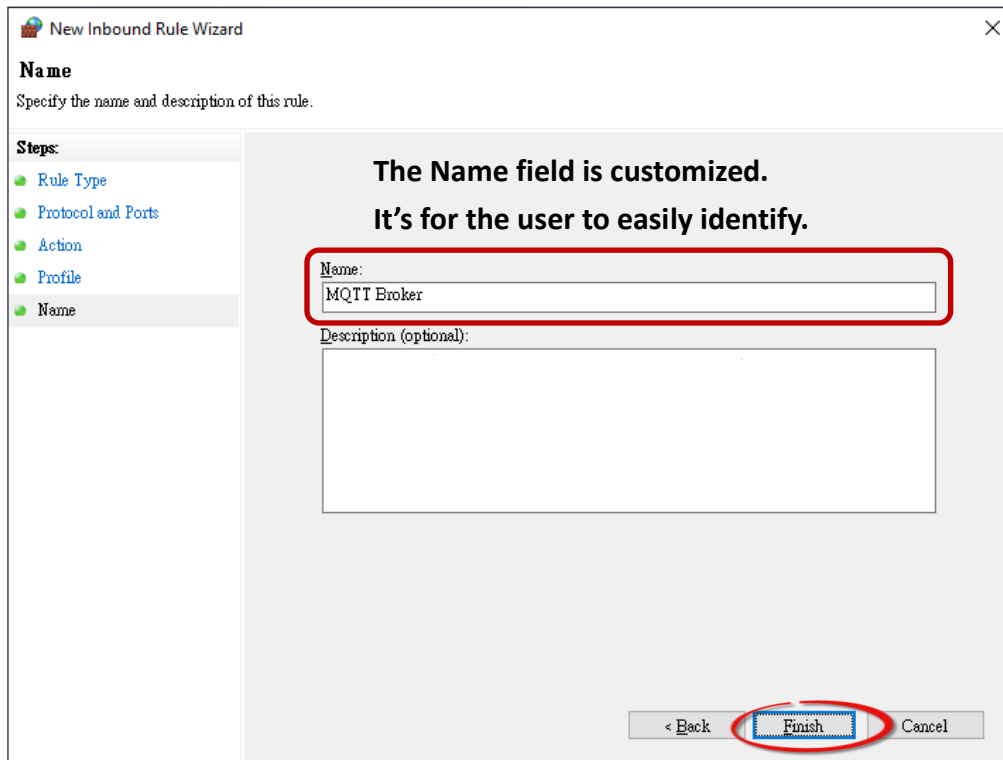 New Inbound Rule Wizard
Name
Specify the name and description of this rule.
Steps:
Rule Type
Protocol and Ports
Action
Profile
Name
The Name field is customized.
It's for the user to easily identify.
Name:
MQTT Broker
Description (optional):
< Back Finish Cancel